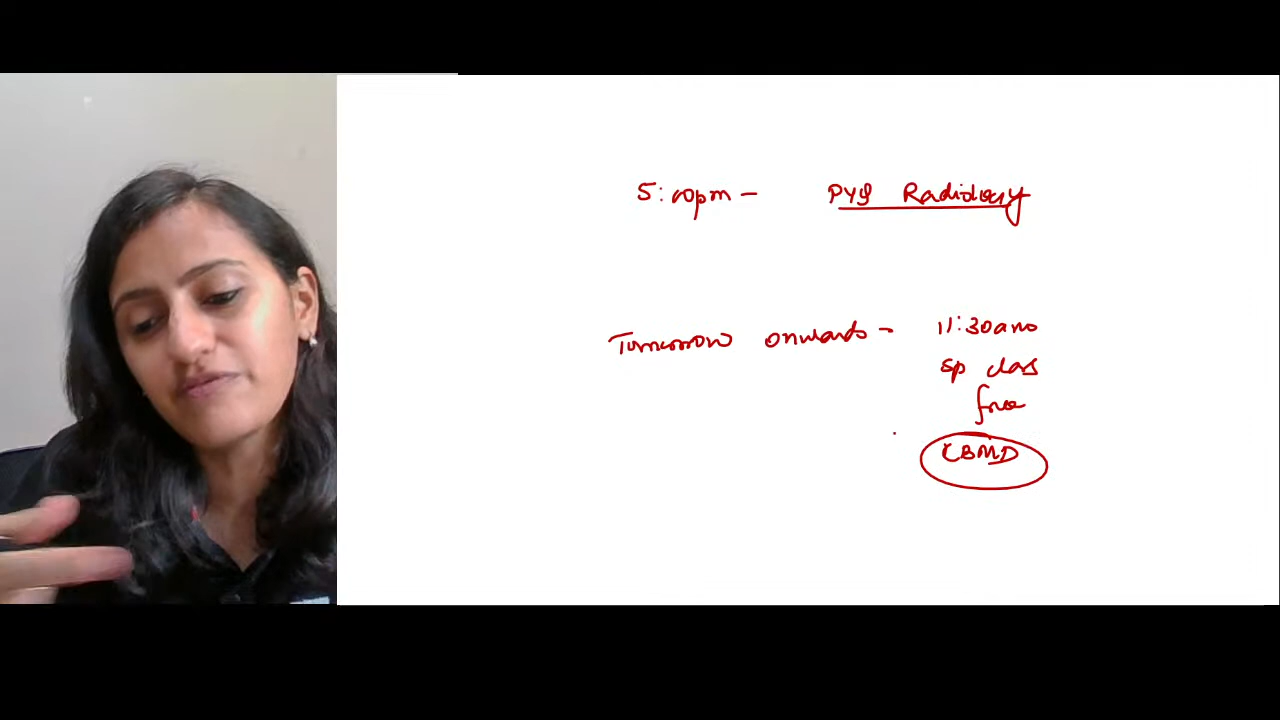 5:00pm - PYQ Radiology
Tomorrow onwards - 11:30am
sp class
free
CBMD